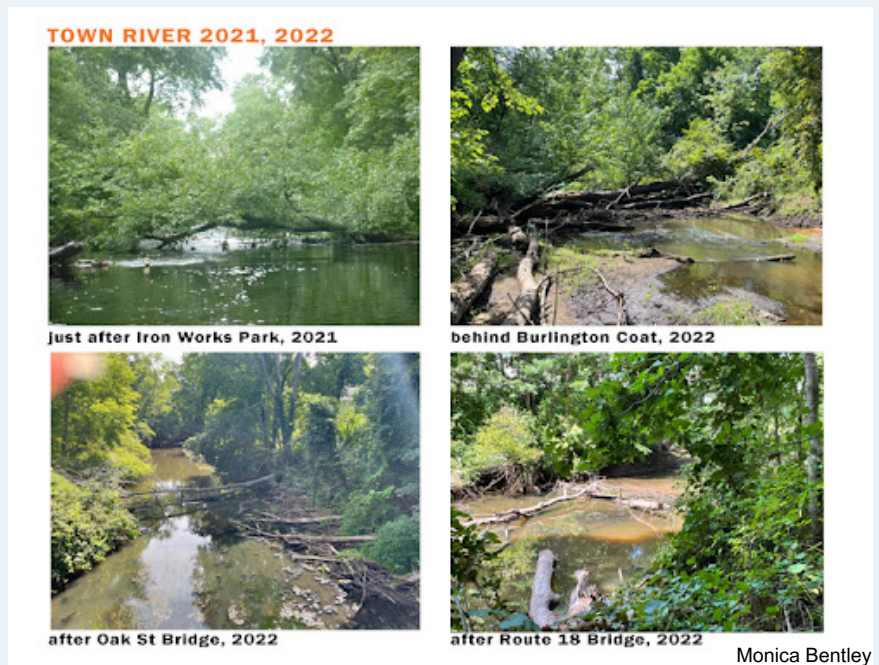 TOWN RIVER 2021, 2022
just after Iron Works Park, 2021
behind Burlington Coat, 2022
after Oak St Bridge, 2022
after Route 18 Bridge, 2022
Monica Bentley